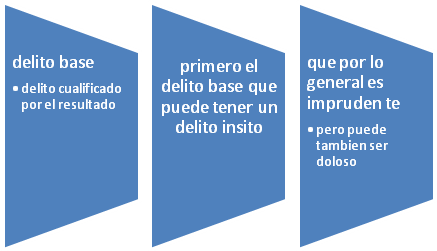 delito base
• delito cualificado
por el resultado
primero el
delito base que
puede tener un
delito insito
que por lo
general es
impruden te
• pero puede
tambien ser
doloso